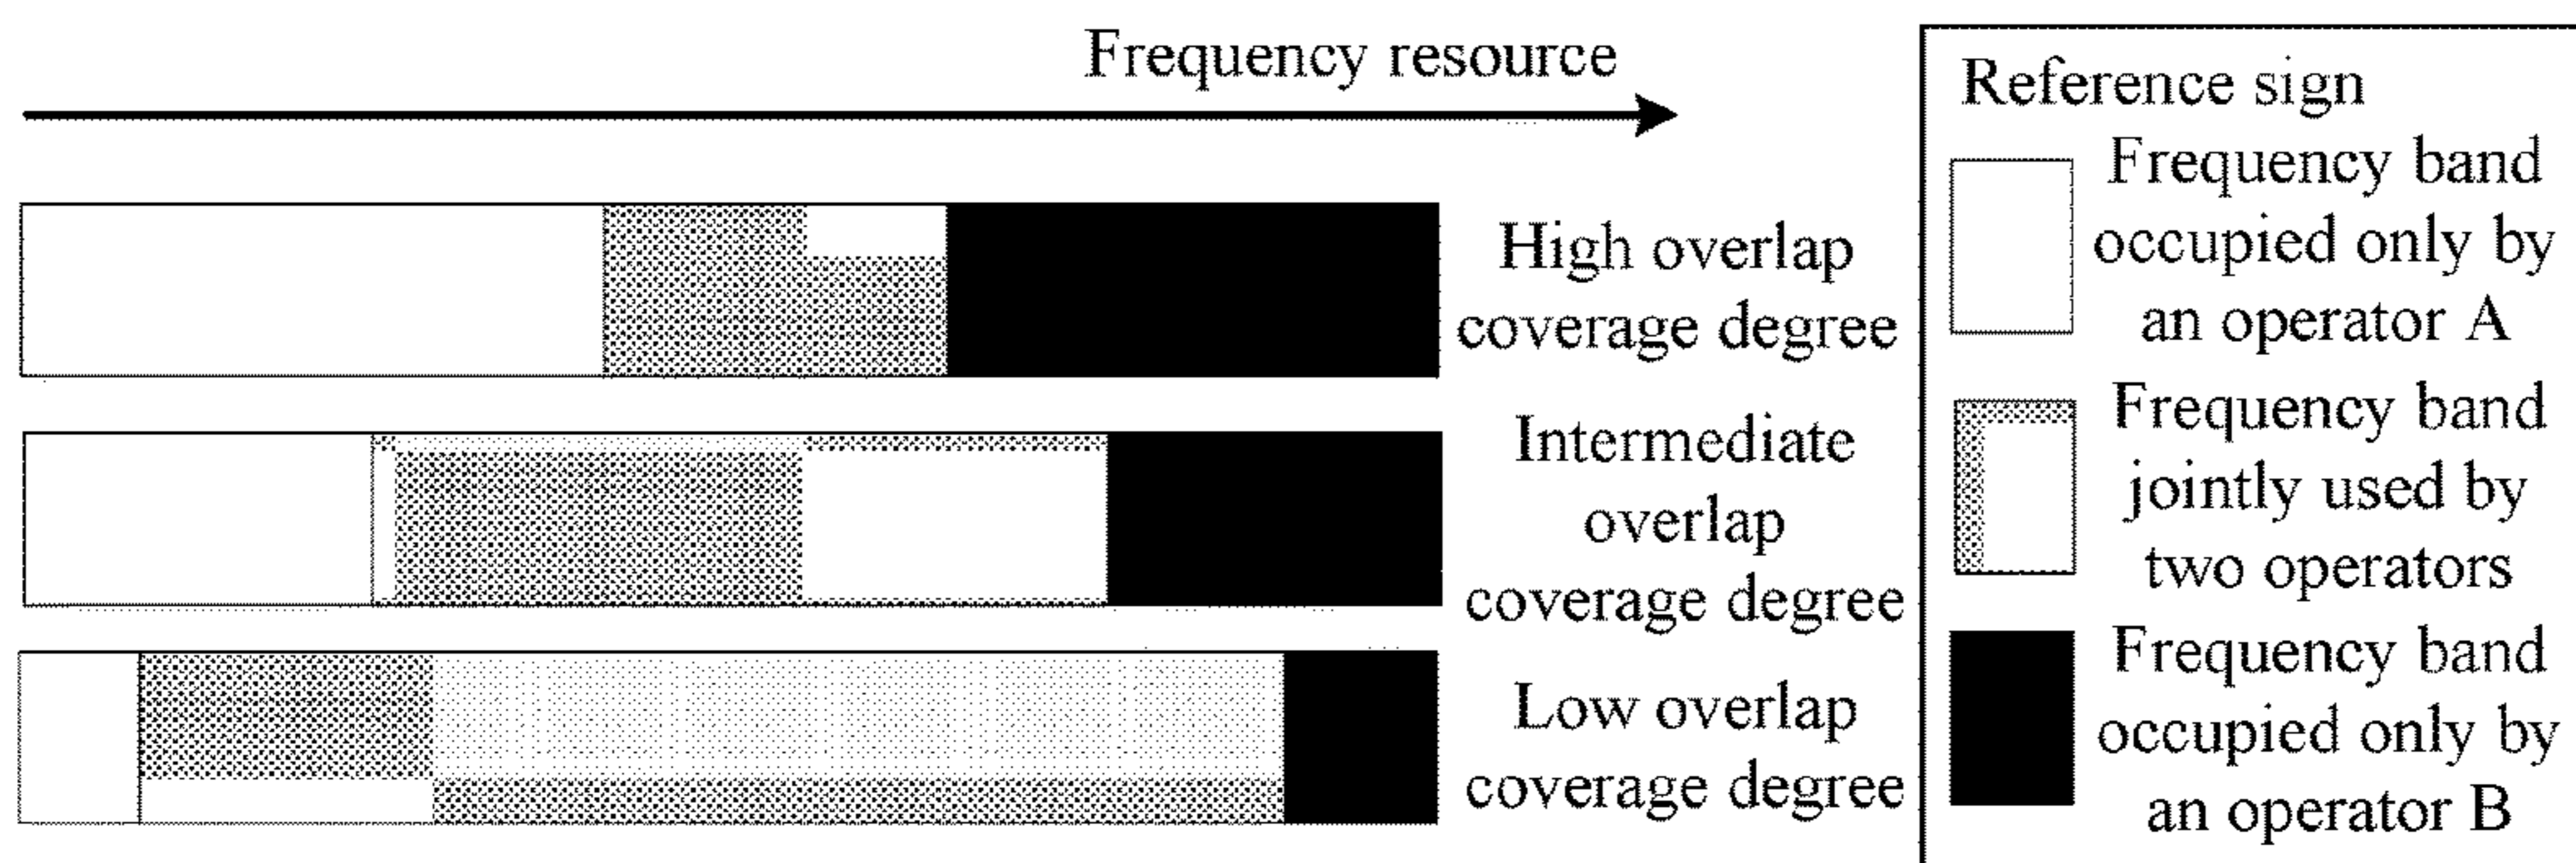 Frequency resource
High overlap
coverage degree
Intermediate
overlap
coverage degree
Low overlap
coverage degree
Reference sign
Frequency band
occupied only by
an operator A
Frequency band
jointly used by
two operators
Frequency band
occupied only by
an operator B